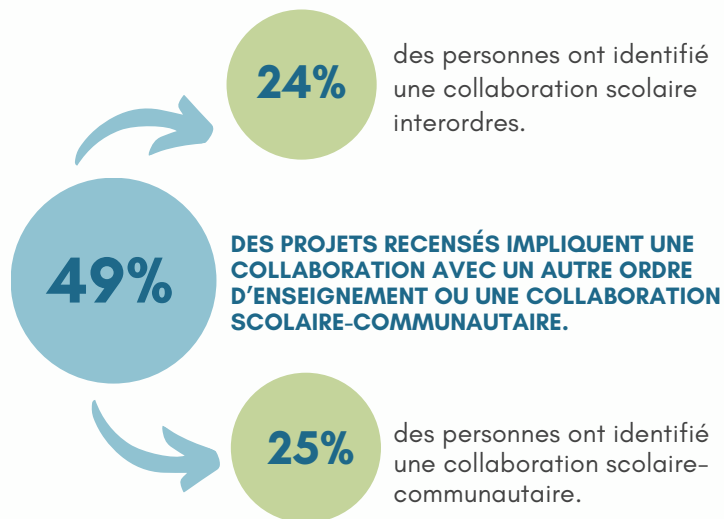 24%
des personnes ont identifié
une collaboration scolaire
interordres.
49%
DES PROJETS RECENSÉS IMPLIQUENT UNE
COLLABORATION AVEC UN AUTRE ORDRE
D'ENSEIGNEMENT OU UNE COLLABORATION
SCOLAIRE-COMMUNAUTAIRE.
25%
des personnes ont identifié
une collaboration scolaire-
communautaire.